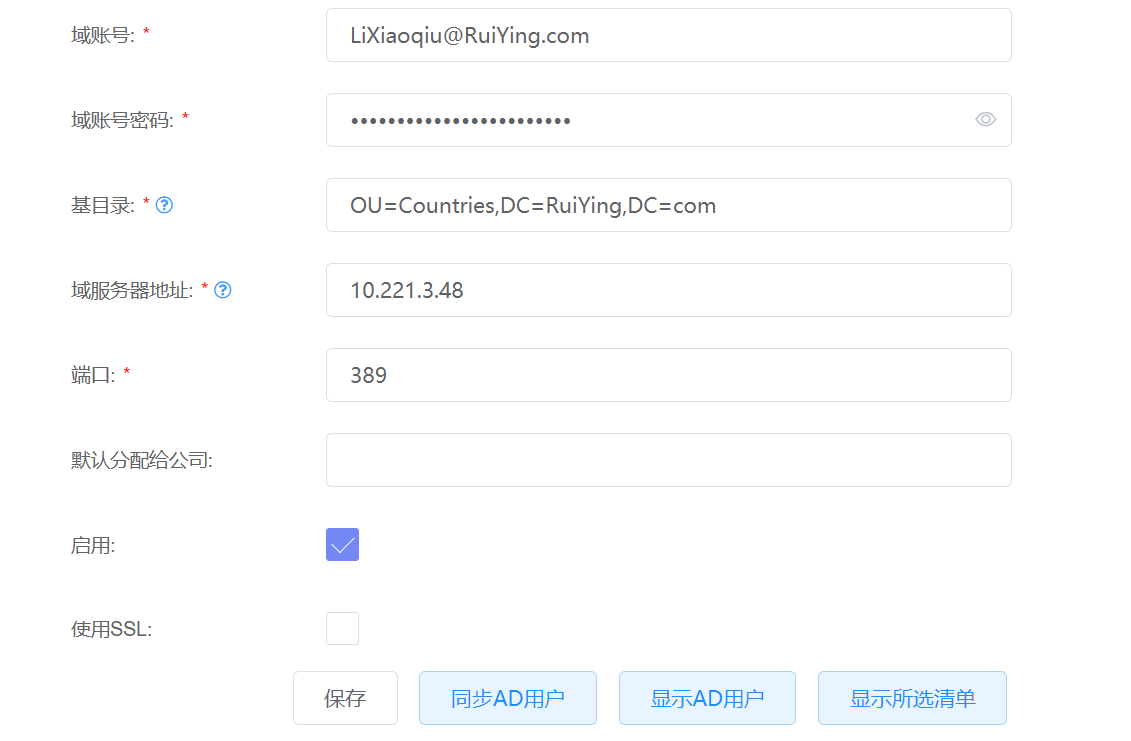 域账号: * LiXiaoqiu@RuiYing.com
域账号密码: * ••••••••••••••••••••••••
基目录: * ? OU=Countries,DC=RuiYing,DC=com
域服务器地址: * ? 10.221.3.48
端口: * 389
默认分配给公司:
启用:
使用SSL:
保存 同步AD用户 显示AD用户 显示所选清单